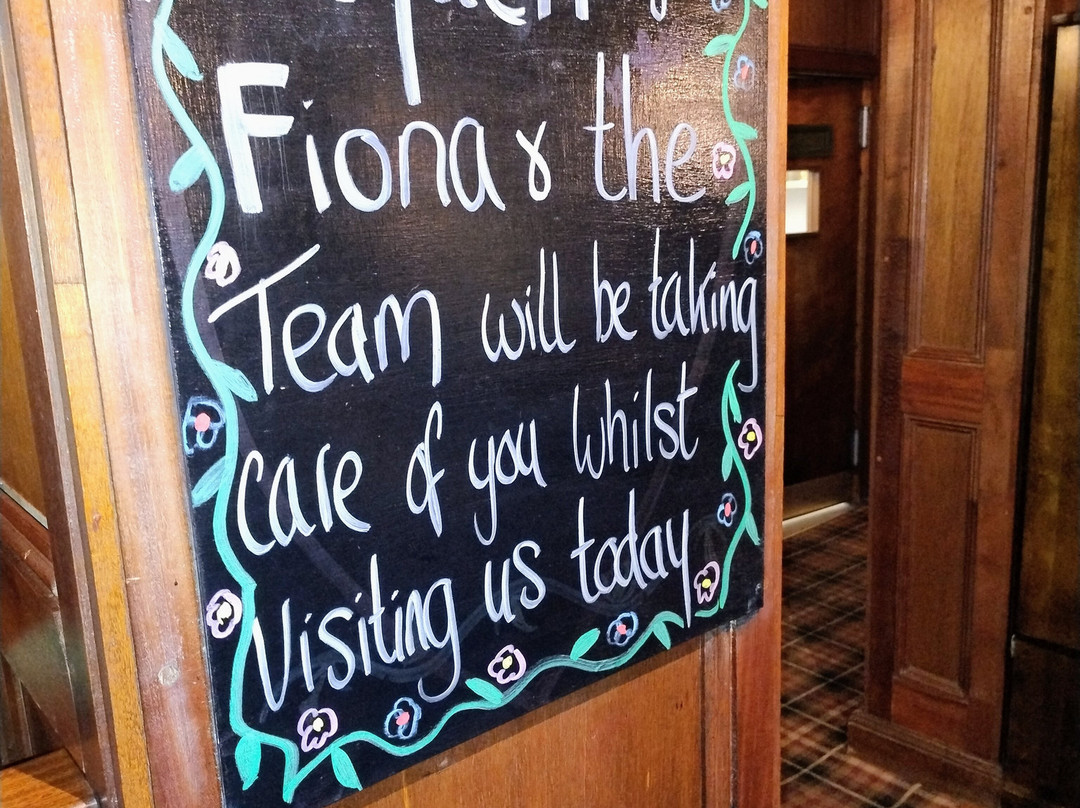 Fiona & the
Team will be taking
care of you whilst
Visiting us today